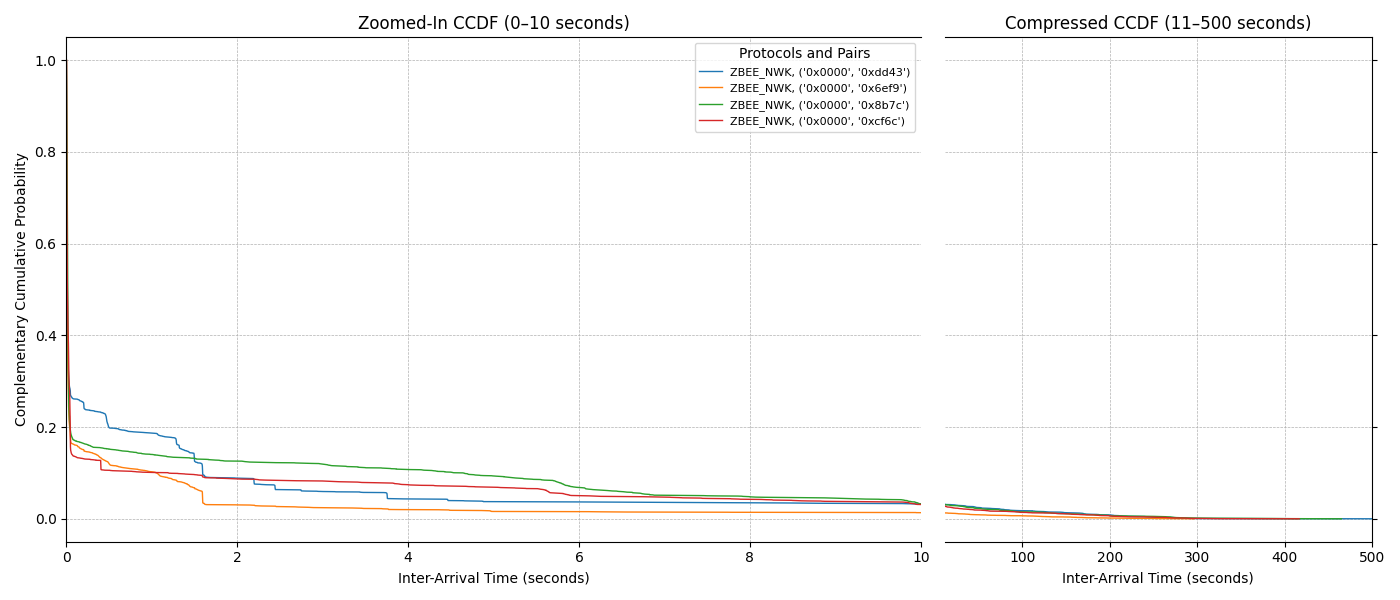 Zoomed-In CCDF (0–10 seconds)
Compressed CCDF (11–500 seconds)
Complementary Cumulative Probability
1.0
0.8
0.6
0.4
0.2
0.0
Protocols and Pairs
ZBEE_NWK, ('0x0000', '0xdd43')
ZBEE_NWK, ('0x0000', '0x6ef9')
ZBEE_NWK, ('0x0000', '0x8b7c')
ZBEE_NWK, ('0x0000', '0xcf6c')
0 2 4 6 8 10
100 200 300 400 500
Inter-Arrival Time (seconds)
Inter-Arrival Time (seconds)